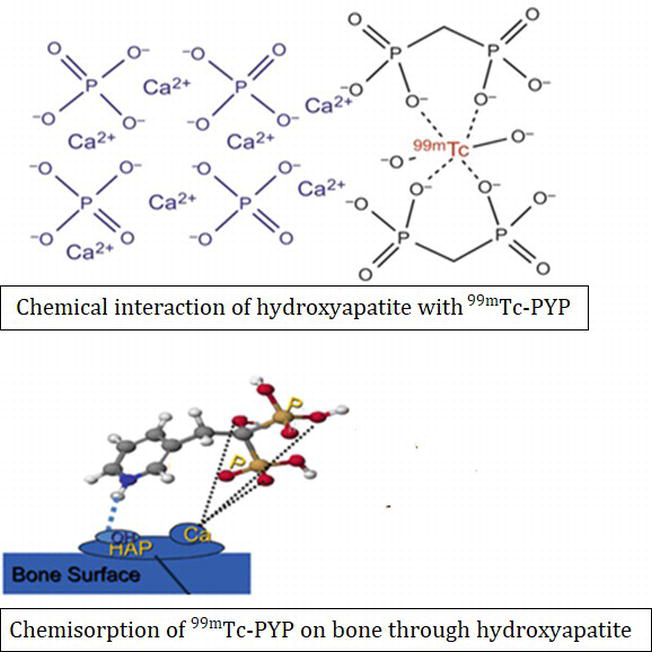 O O
O O⁻ ⁻O O P P
P Ca²⁺ P ⁻O O⁻
Ca²⁺ O⁻ O⁻
⁻O O⁻ ⁻O O⁻
Ca²⁺ Ca²⁺ O⁻
⁻O ⁹⁹ᵐTc
⁻O O⁻ ⁻O O⁻
Ca²⁺ O⁻ O⁻
P Ca²⁺ P ⁻O O⁻
⁻O O ⁻O O P P
Ca²⁺
O O
Chemical interaction of hydroxyapatite with ⁹⁹ᵐTc-PYP
P
P
OH Ca
HAP
Bone Surface
Chemisorption of ⁹⁹ᵐTc-PYP on bone through hydroxyapatite